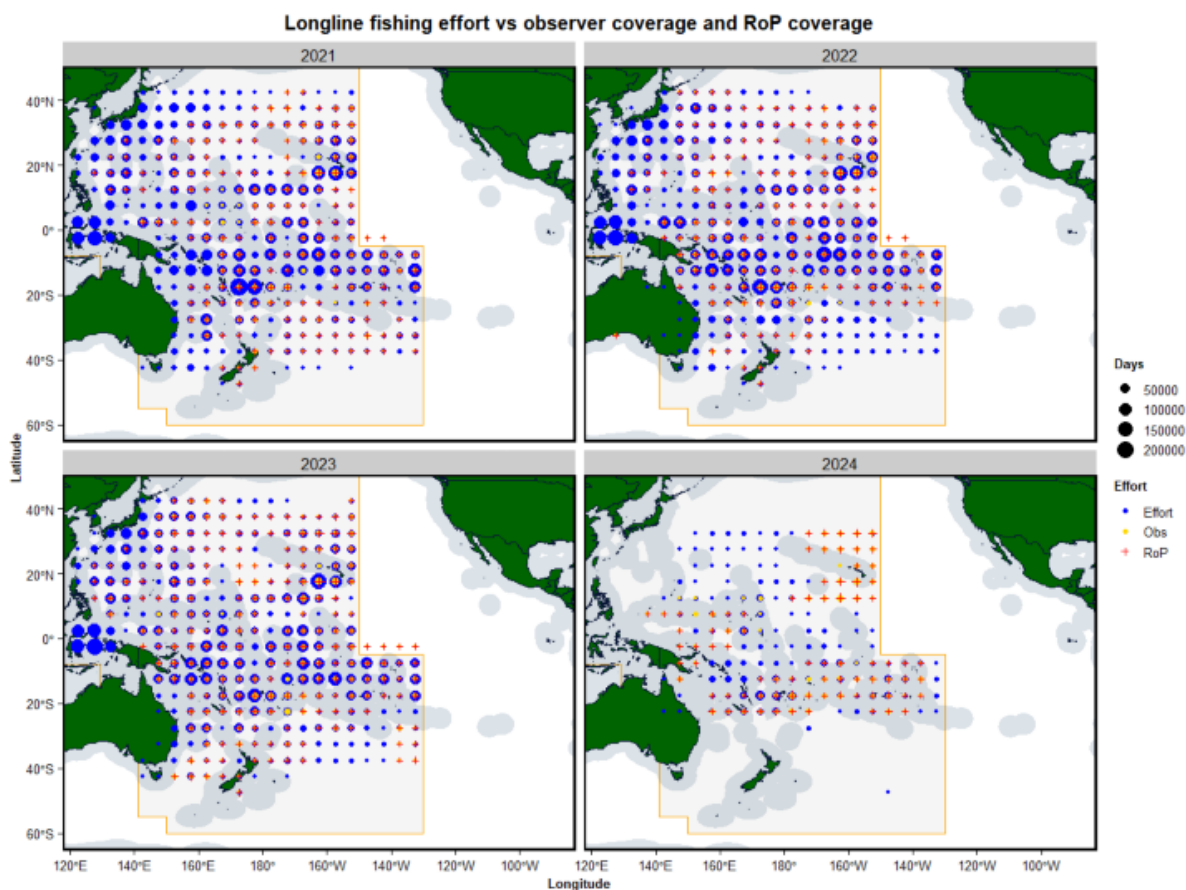 Longline fishing effort vs observer coverage and RoP coverage
2021
2022
40°N
20°N
0°
20°S
40°S
60°S
2023
2024
40°N
20°N
0°
20°S
40°S
60°S
120°E 140°E 160°E 180° 160°W 140°W 120°W 100°W
120°E 140°E 160°E 180° 160°W 140°W 120°W 100°W
Longitude
Latitude
Days
50000
100000
150000
200000
Effort
Effort
Obs
RoP